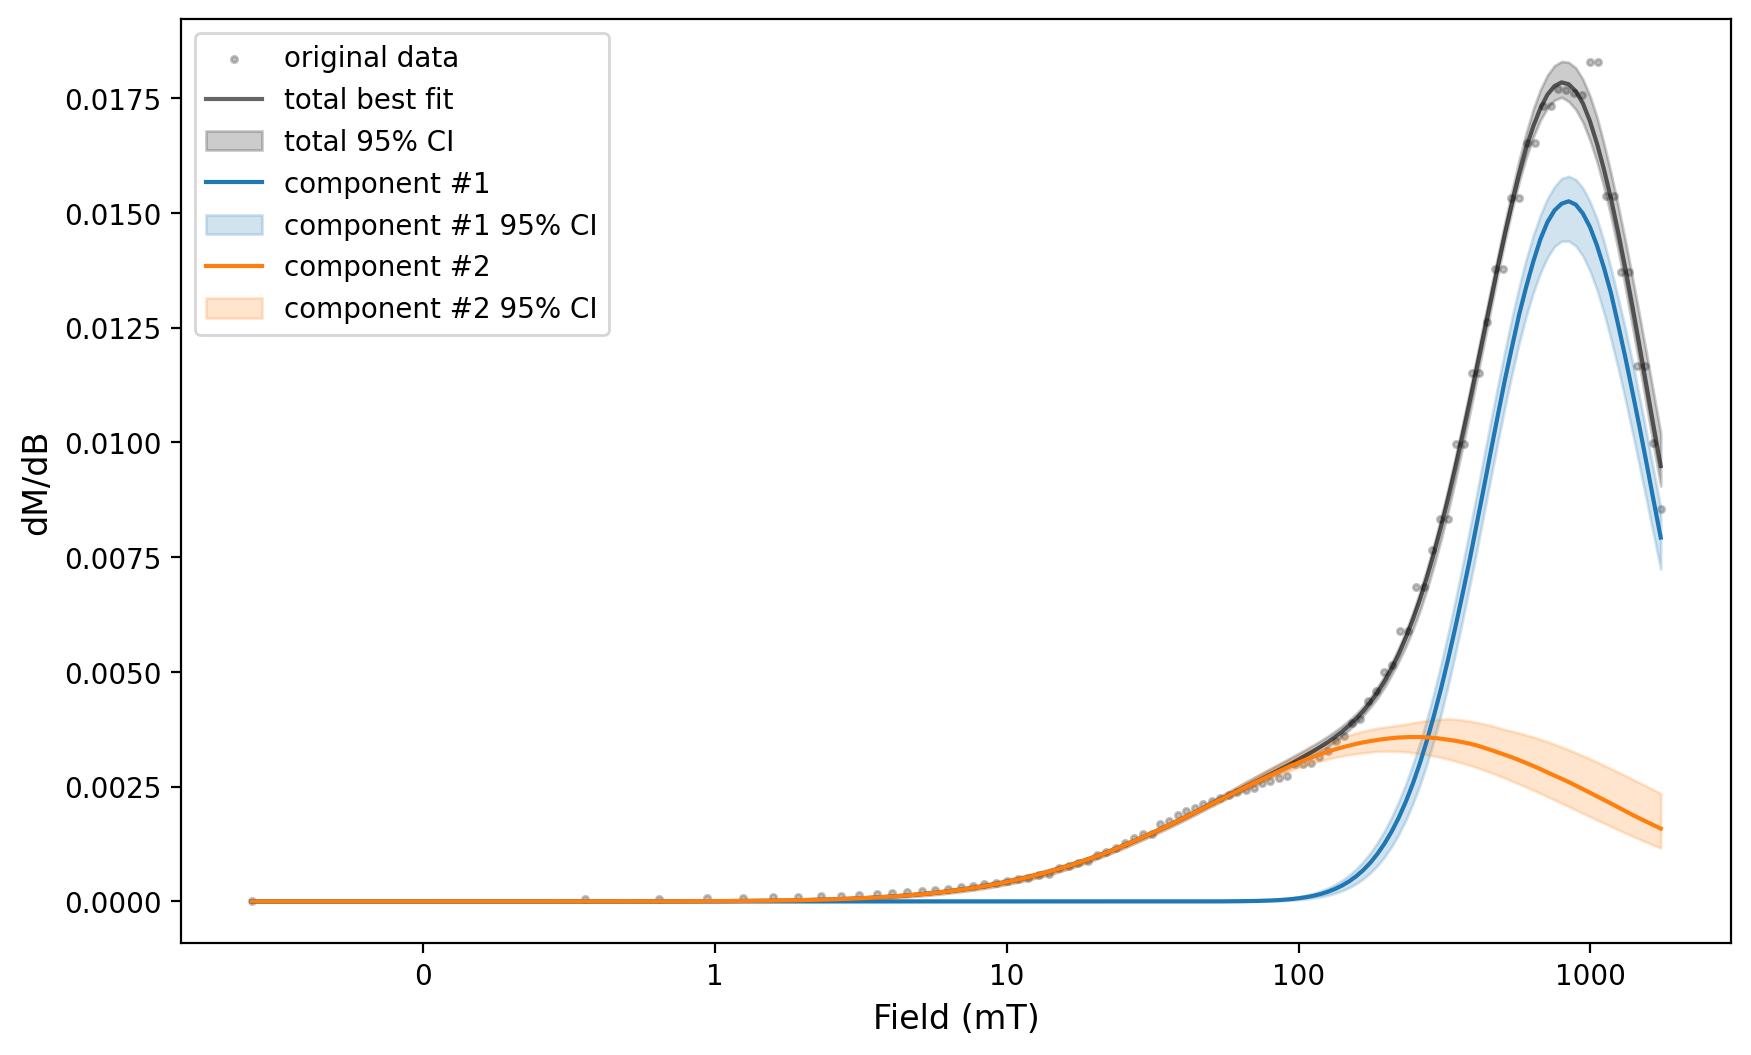 original data
total best fit
total 95% CI
component #1
component #1 95% CI
component #2
component #2 95% CI
dM/dB
0.0175
0.0150
0.0125
0.0100
0.0075
0.0050
0.0025
0.0000
0 1 10 100 1000
Field (mT)